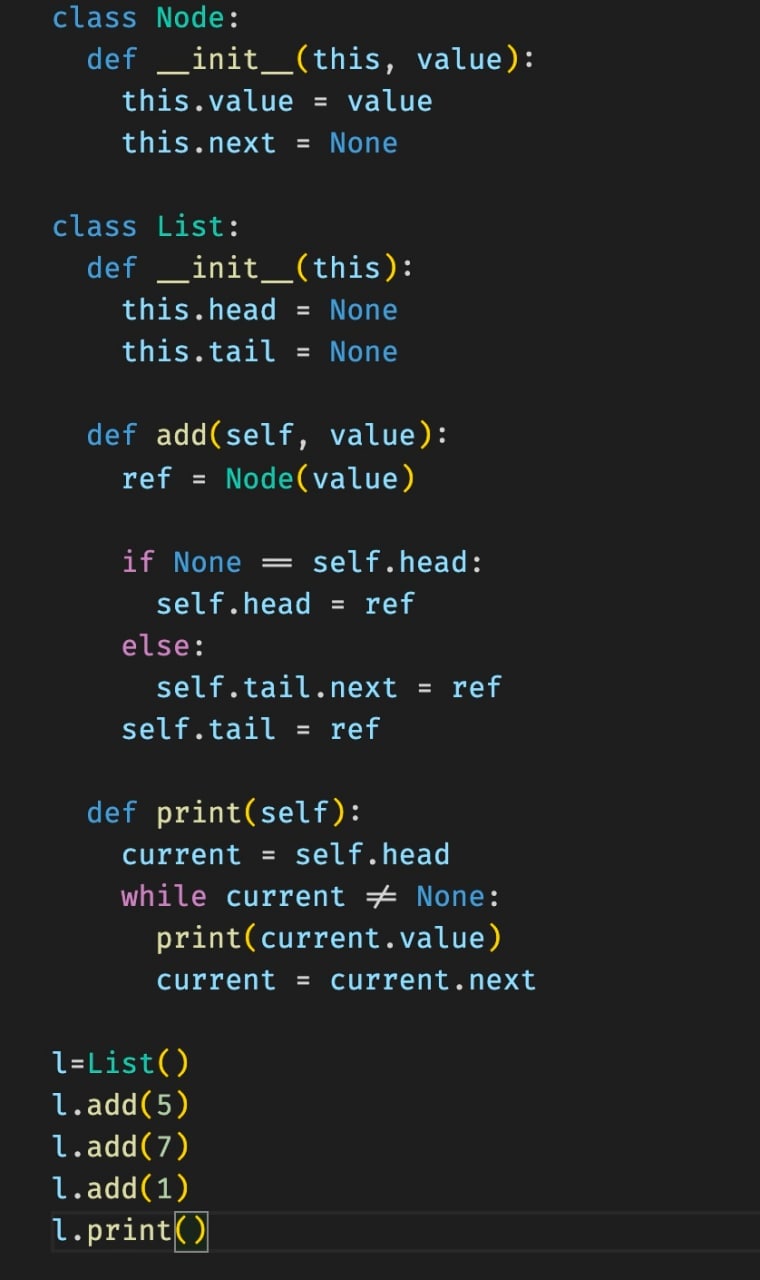 class Node:
  def __init__(this, value):
    this.value = value
    this.next = None

class List:
  def __init__(this):
    this.head = None
    this.tail = None

  def add(self, value):
    ref = Node(value)

    if None == self.head:
      self.head = ref
    else:
      self.tail.next = ref
    self.tail = ref

  def print(self):
    current = self.head
    while current != None:
      print(current.value)
      current = current.next

l=List()
l.add(5)
l.add(7)
l.add(1)
l.print()